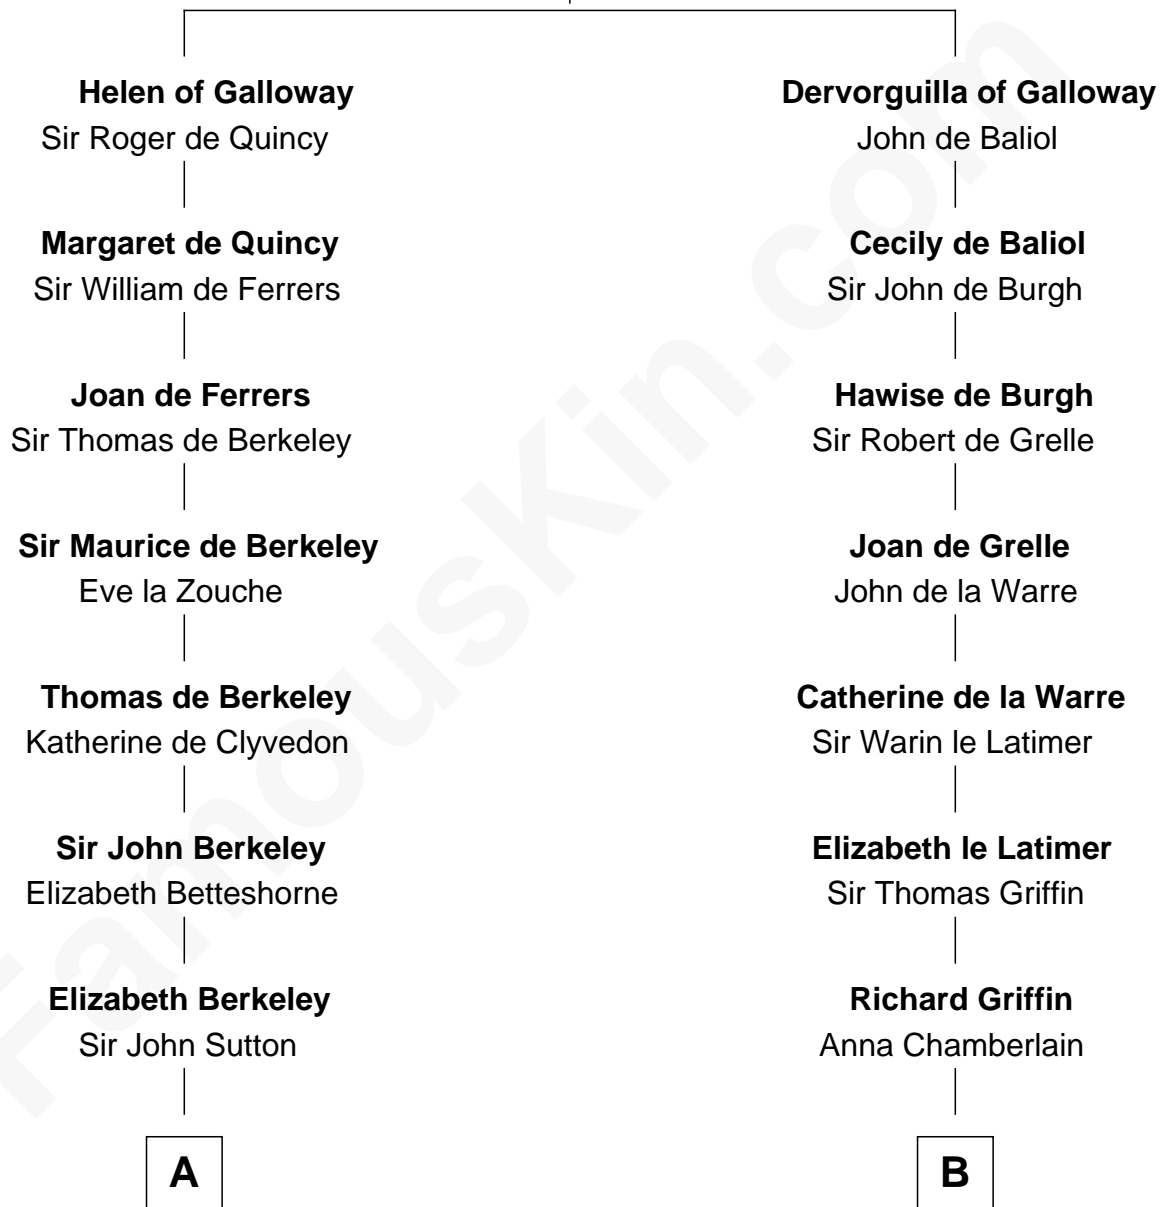 Helen of Galloway
Sir Roger de Quincy
Margaret de Quincy
Sir William de Ferrers
Joan de Ferrers
Sir Thomas de Berkeley
Sir Maurice de Berkeley
Eve la Zouche
Thomas de Berkeley
Katherine de Clyvedon
Sir John Berkeley
Elizabeth Betteshorne
Elizabeth Berkeley
Sir John Sutton
A
Dervorguilla of Galloway
John de Baliol
Cecily de Baliol
Sir John de Burgh
Hawise de Burgh
Sir Robert de Grelle
Joan de Grelle
John de la Warre
Catherine de la Warre
Sir Warin le Latimer
Elizabeth le Latimer
Sir Thomas Griffin
Richard Griffin
Anna Chamberlain
B
FamousKin.com